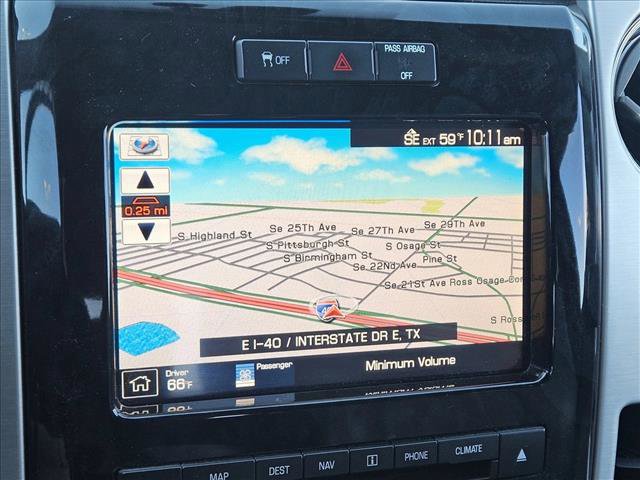 OFF
PASS AIRBAG
OFF
SE EXT 59°F 10:11 am
0.25 mi
S Highland St
Se 25Th Ave
Se 27Th Ave
Se 29Th Ave
S Pittsburgh St
S Osage St
S Birmingham St
Se 22Nd Ave
Pine St
Se 21St Ave
Ross Osage
S Ross
E I-40 / INTERSTATE DR E, TX
Driver
66°F
Passenger
Minimum Volume
MAP
DEST
NAV
i
PHONE
CLIMATE